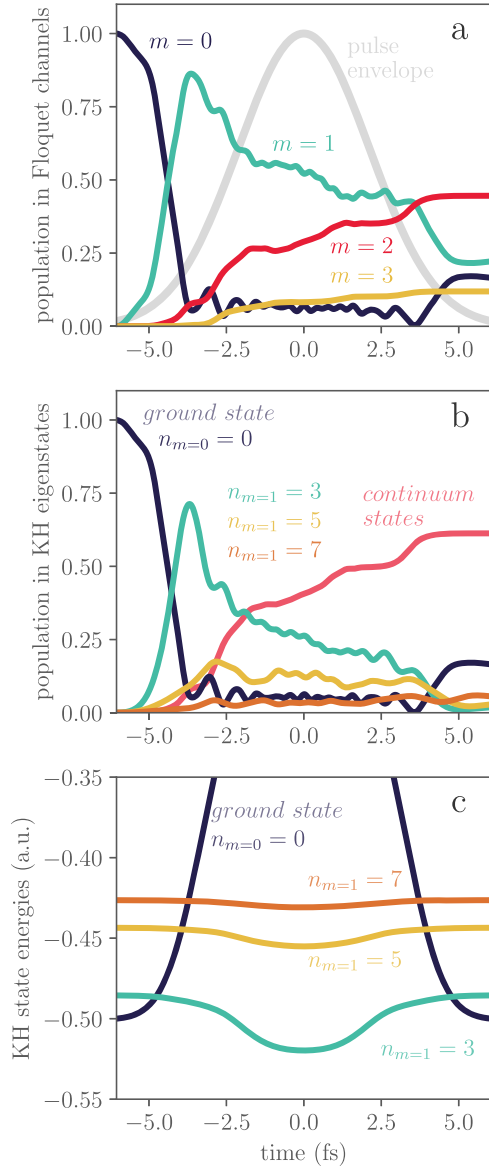 a
m = 0
pulse
envelope
m = 1
m = 2
m = 3
population in Floquet channels
1.00
0.75
0.50
0.25
0.00
−5.0
−2.5
0.0
2.5
5.0
b
ground state
n_{m=0} = 0
n_{m=1} = 3
n_{m=1} = 5
n_{m=1} = 7
continuum
states
population in KH eigenstates
1.00
0.75
0.50
0.25
0.00
−5.0
−2.5
0.0
2.5
5.0
c
ground state
n_{m=0} = 0
n_{m=1} = 7
n_{m=1} = 5
n_{m=1} = 3
KH state energies (a.u.)
−0.35
−0.40
−0.45
−0.50
−0.55
−5.0
−2.5
0.0
2.5
5.0
time (fs)